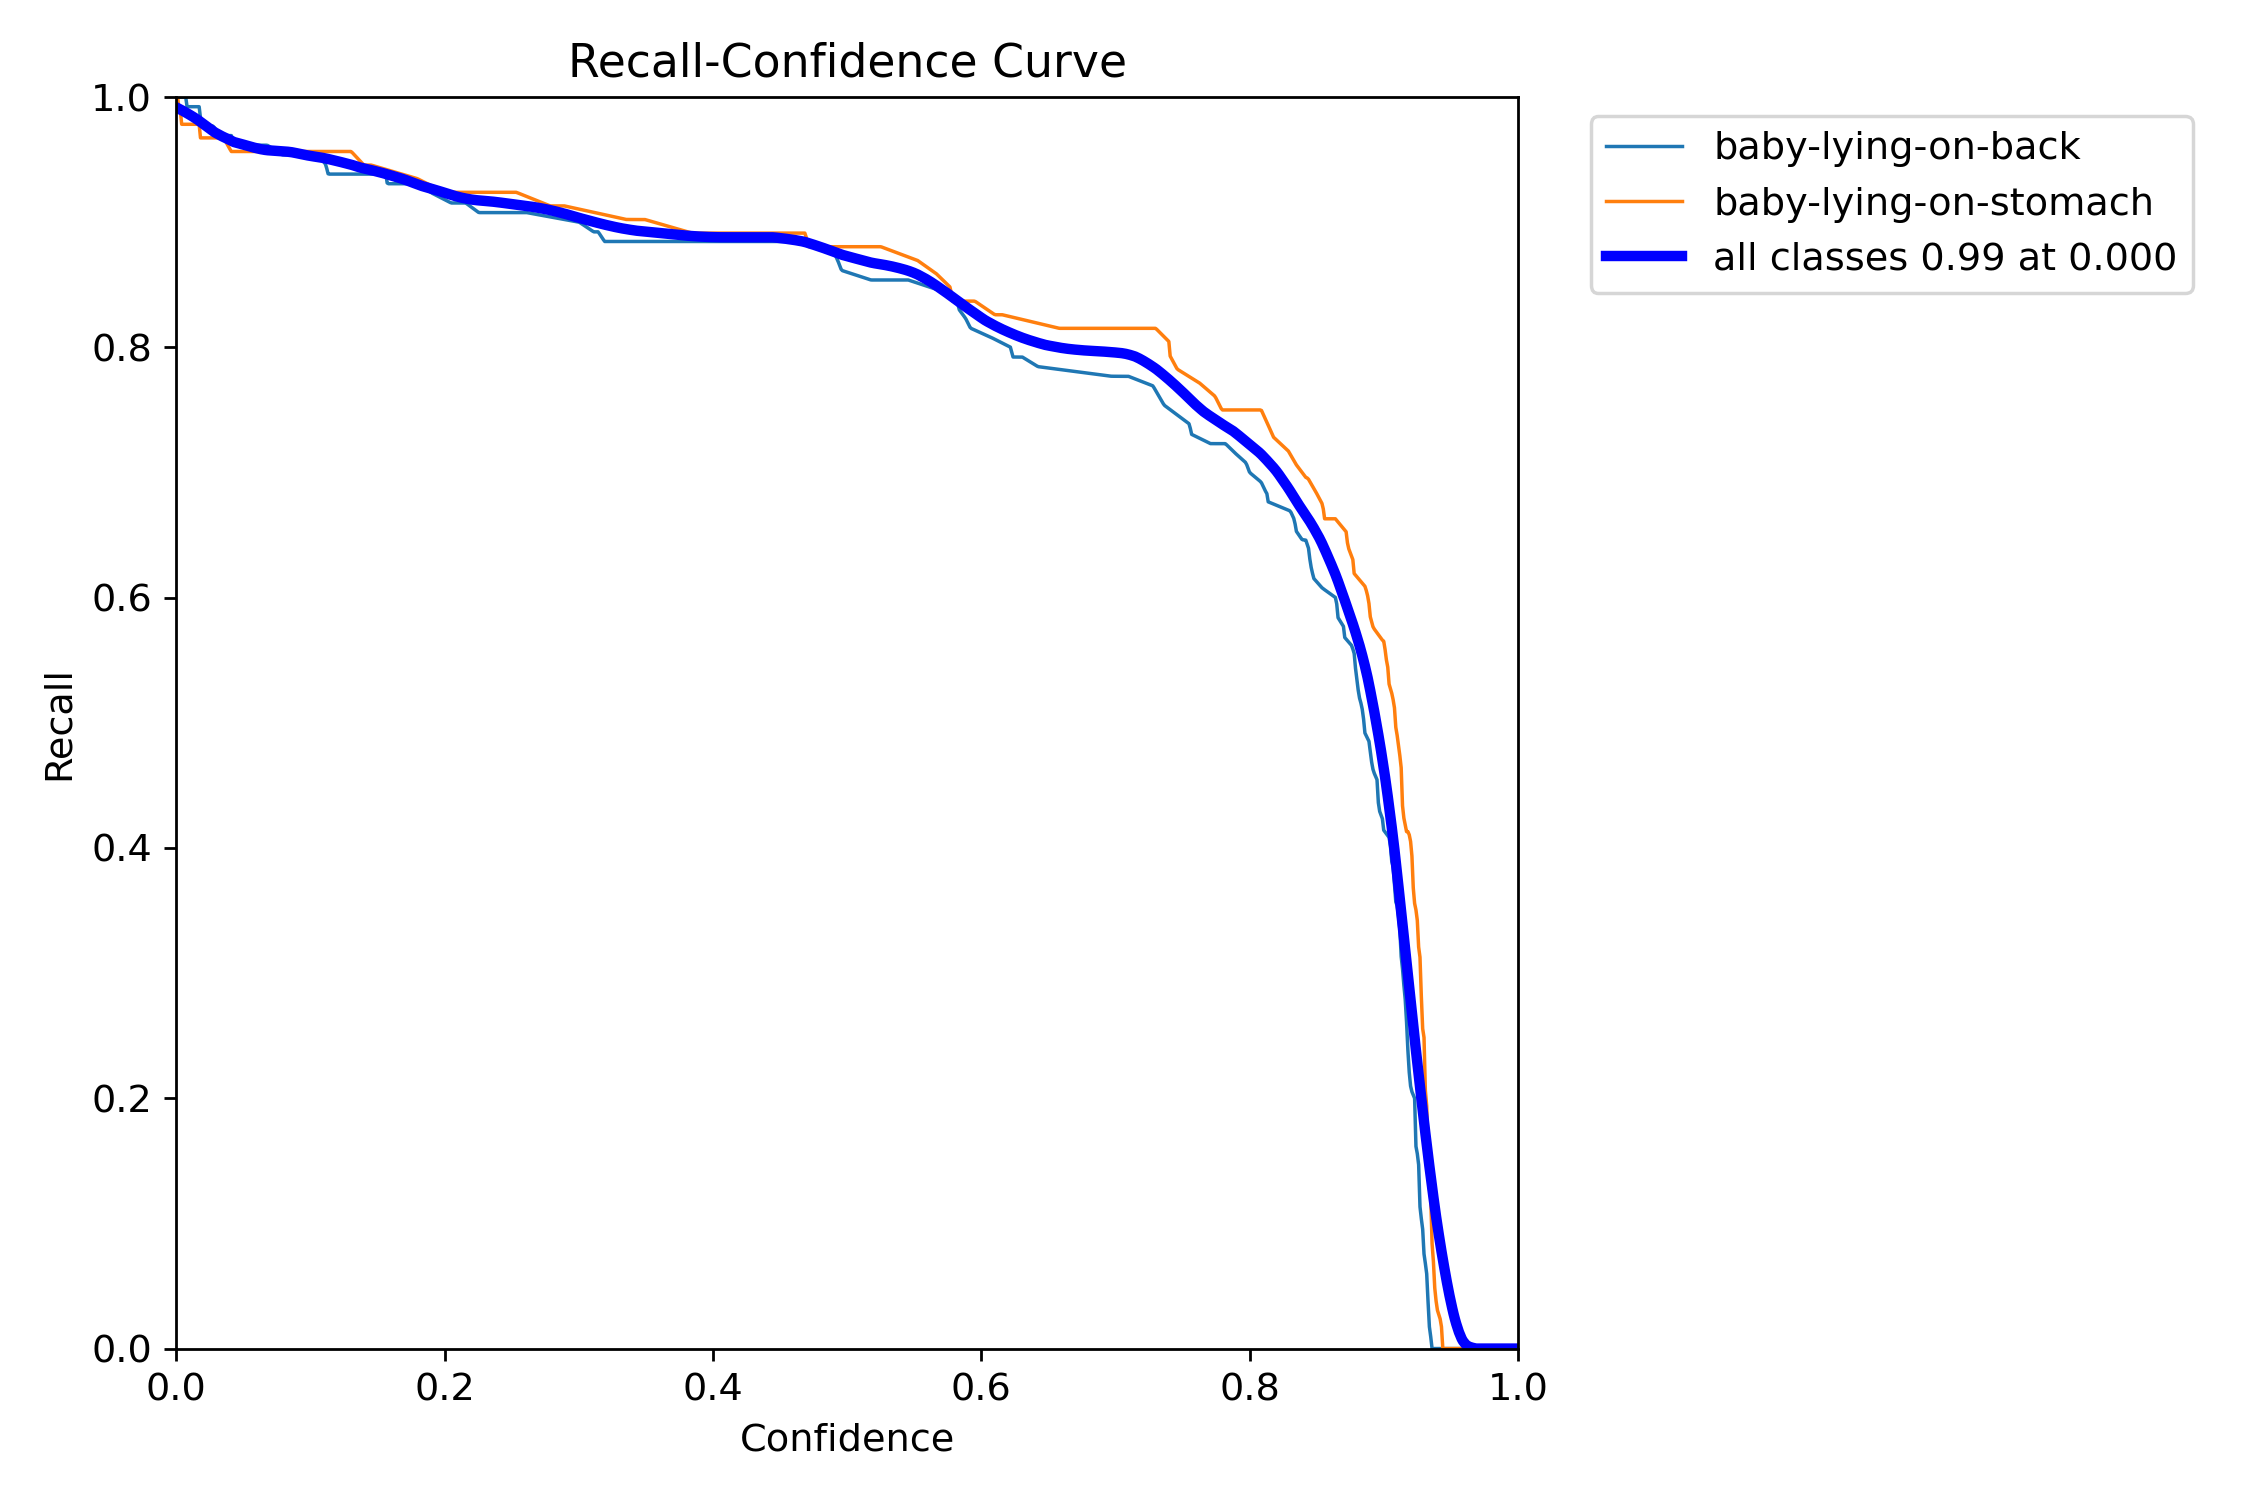 Recall-Confidence Curve
1.0
0.8
0.6
0.4
0.2
0.0
Recall
0.0 0.2 0.4 0.6 0.8 1.0
Confidence
baby-lying-on-back
baby-lying-on-stomach
all classes 0.99 at 0.000